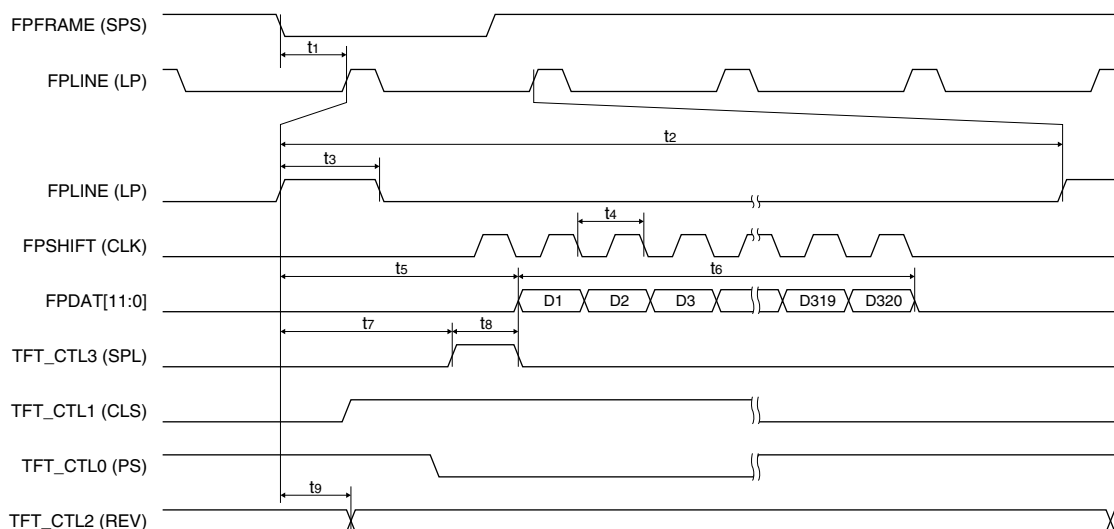 FPFRAME (SPS)
t1
FPLINE (LP)
t2
t3
FPLINE (LP)
t4
FPSHIFT (CLK)
t5
t6
FPDAT[11:0]
D1 D2 D3 D319 D320
t7
t8
TFT_CTL3 (SPL)
TFT_CTL1 (CLS)
TFT_CTL0 (PS)
t9
TFT_CTL2 (REV)